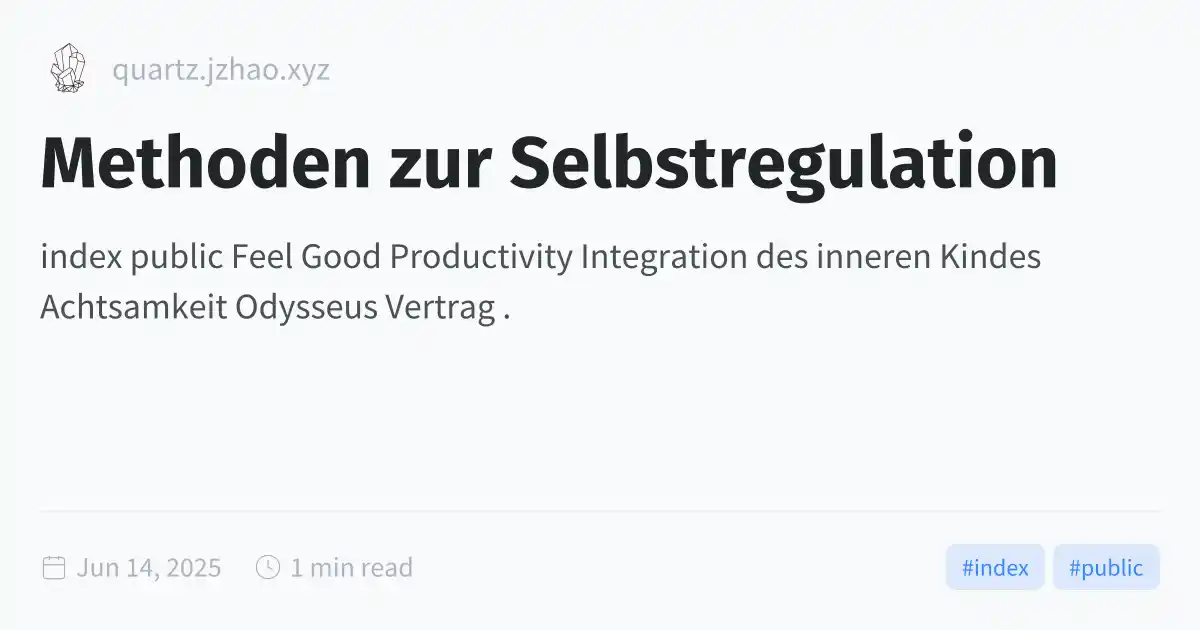 quartz.jzhao.xyz
Methoden zur Selbstregulation
index public Feel Good Productivity Integration des inneren Kindes
Achtsamkeit Odysseus Vertrag .
Jun 14, 2025 1 min read #index #public